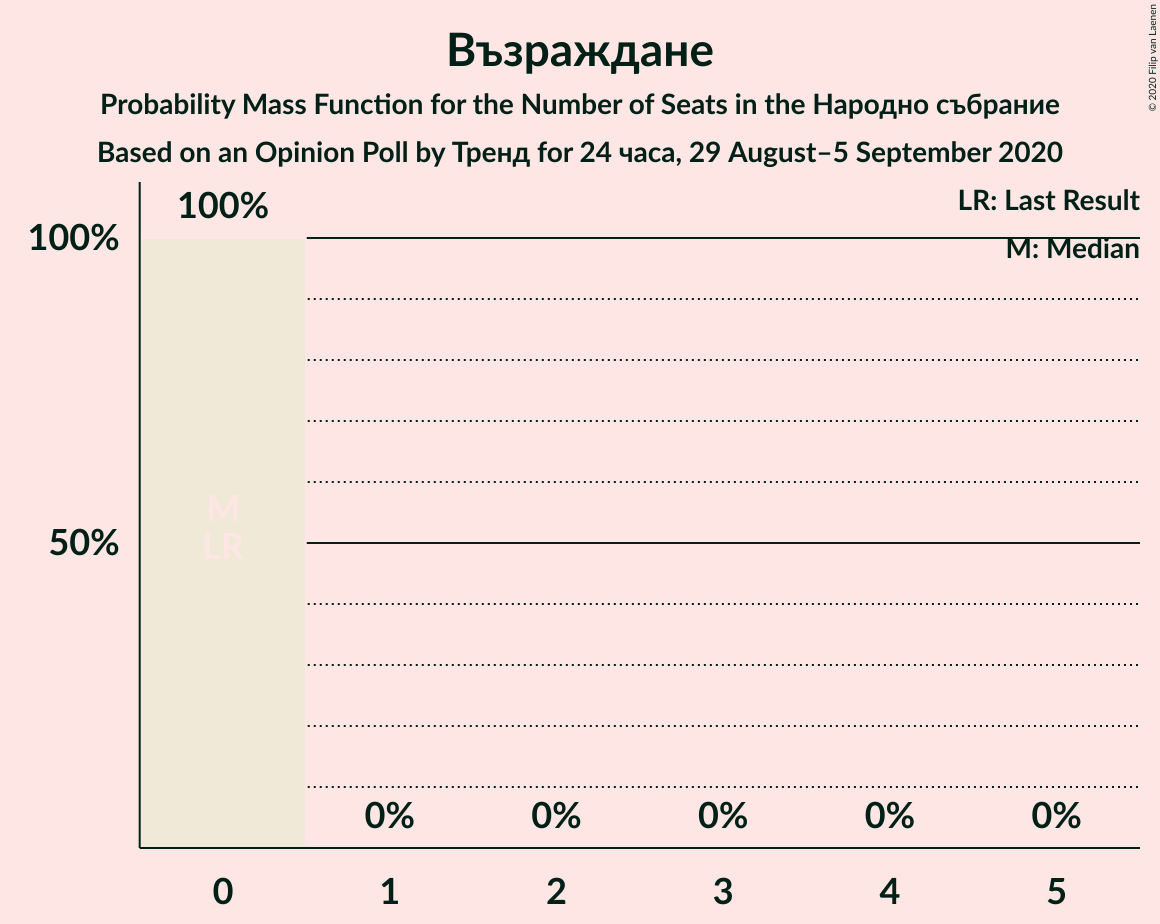 Възраждане
Probability Mass Function for the Number of Seats in the Народно събрание
Based on an Opinion Poll by Тренд for 24 часа, 29 August–5 September 2020
© 2020 Filip van Laenen
LR: Last Result
M: Median
100%
100%
50%
M
LR
0% 0% 0% 0% 0%
0 1 2 3 4 5